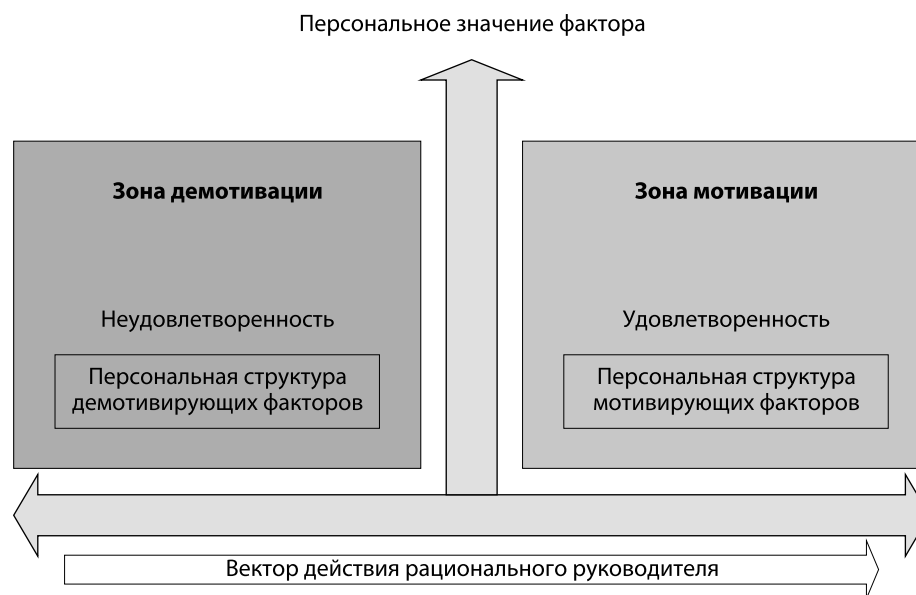 Персональное значение фактора
Зона демотивации
Неудовлетворенность
Персональная структура
демотивирующих факторов
Зона мотивации
Удовлетворенность
Персональная структура
мотивирующих факторов
Вектор действия рационального руководителя